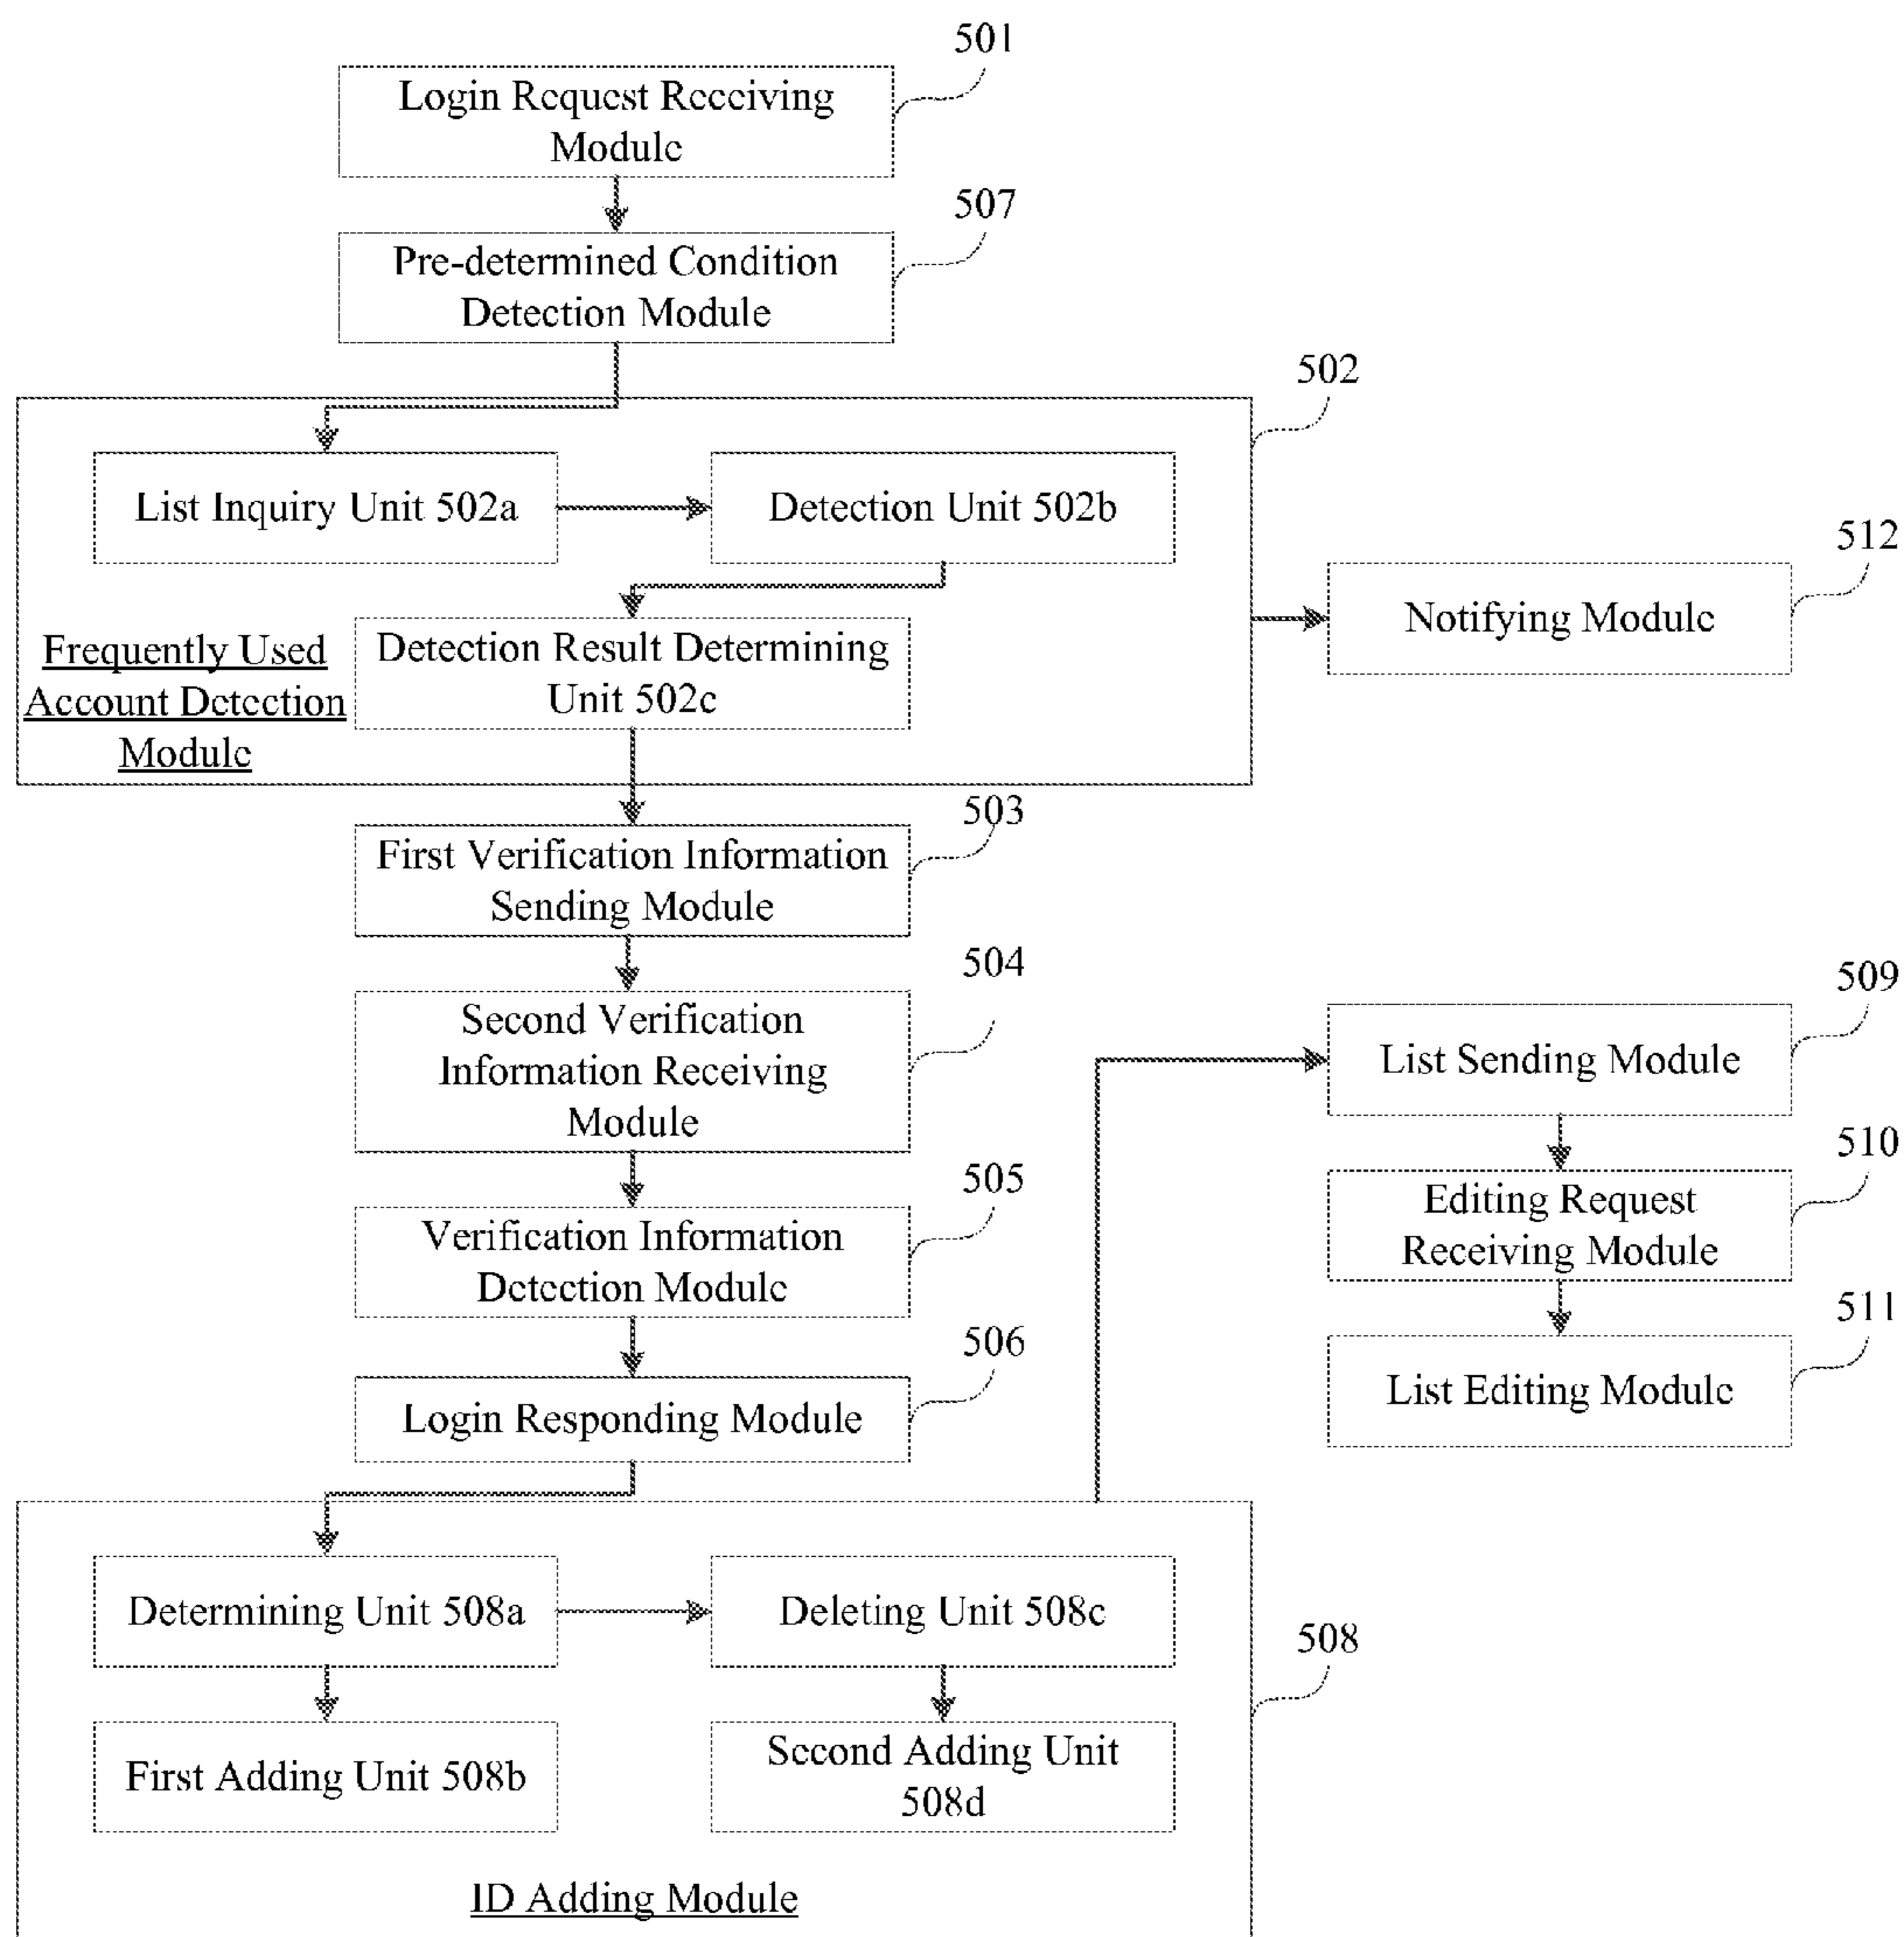 501
Login Request Receiving
Module
507
Pre-determined Condition
Detection Module
502
List Inquiry Unit 502a
Detection Unit 502b
512
Notifying Module
Frequently Used
Account Detection
Module
Detection Result Determining
Unit 502c
503
First Verification Information
Sending Module
504
Second Verification
Information Receiving
Module
509
List Sending Module
505
Verification Information
Detection Module
510
Editing Request
Receiving Module
506
Login Responding Module
511
List Editing Module
508
Determining Unit 508a
Deleting Unit 508c
First Adding Unit 508b
Second Adding Unit
508d
ID Adding Module